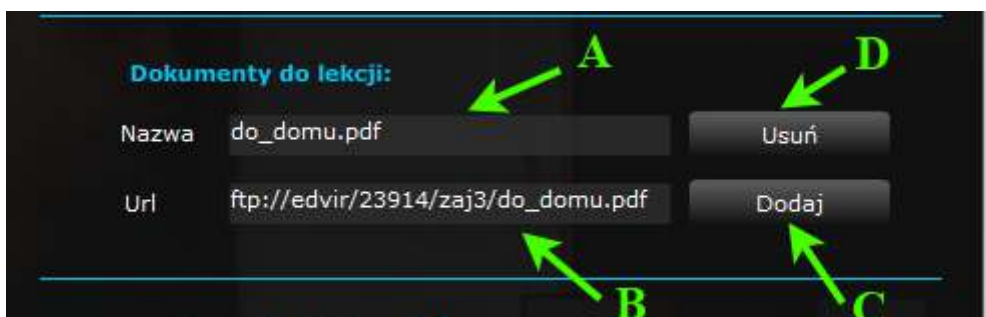 A
D
Dokumenty do lekcji:
Nazwa do_domu.pdf Usuń
Url ftp://edvir/23914/zaj3/do_domu.pdf Dodaj
B
C